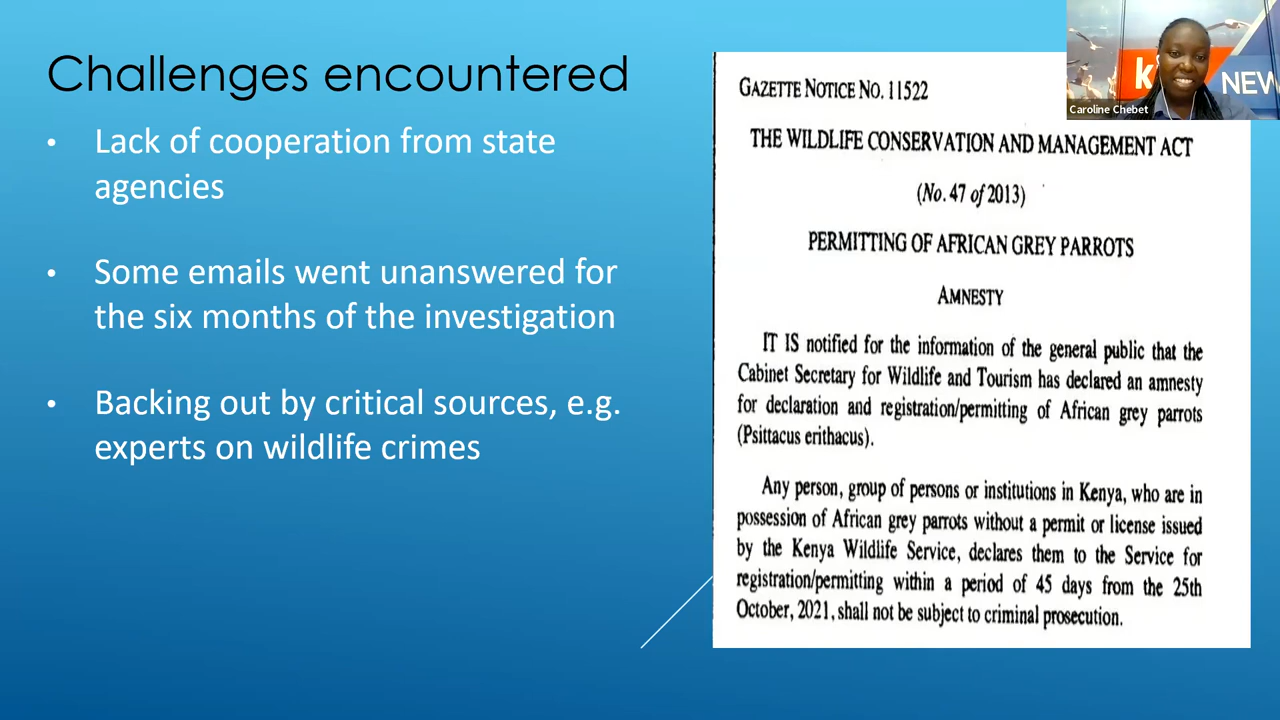 Challenges encountered
• Lack of cooperation from state
agencies
• Some emails went unanswered for
the six months of the investigation
• Backing out by critical sources, e.g.
experts on wildlife crimes
GAZETTE NOTICE NO. 11522
THE WILDLIFE CONSERVATION AND MANAGEMENT ACT
(No. 47 of 2013)
PERMITTING OF AFRICAN GREY PARROTS
AMNESTY
IT IS notified for the information of the general public that the
Cabinet Secretary for Wildlife and Tourism has declared an amnesty
for declaration and registration/permitting of African grey parrots
(Psittacus erithacus).
Any person, group of persons or institutions in Kenya, who are in
possession of African grey parrots without a permit or license issued
by the Kenya Wildlife Service, declares them to the Service for
registration/permitting within a period of 45 days from the 25th
October, 2021, shall not be subject to criminal prosecution.
Caroline Chebet